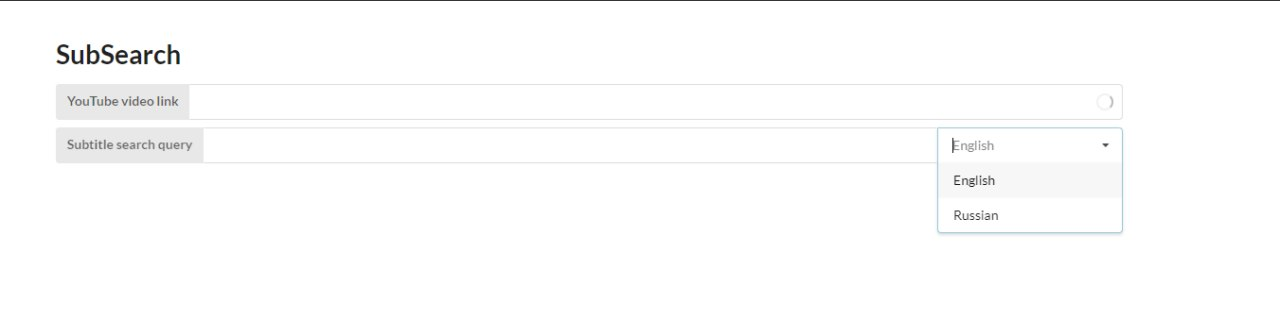 SubSearch
YouTube video link
Subtitle search query English
English
Russian